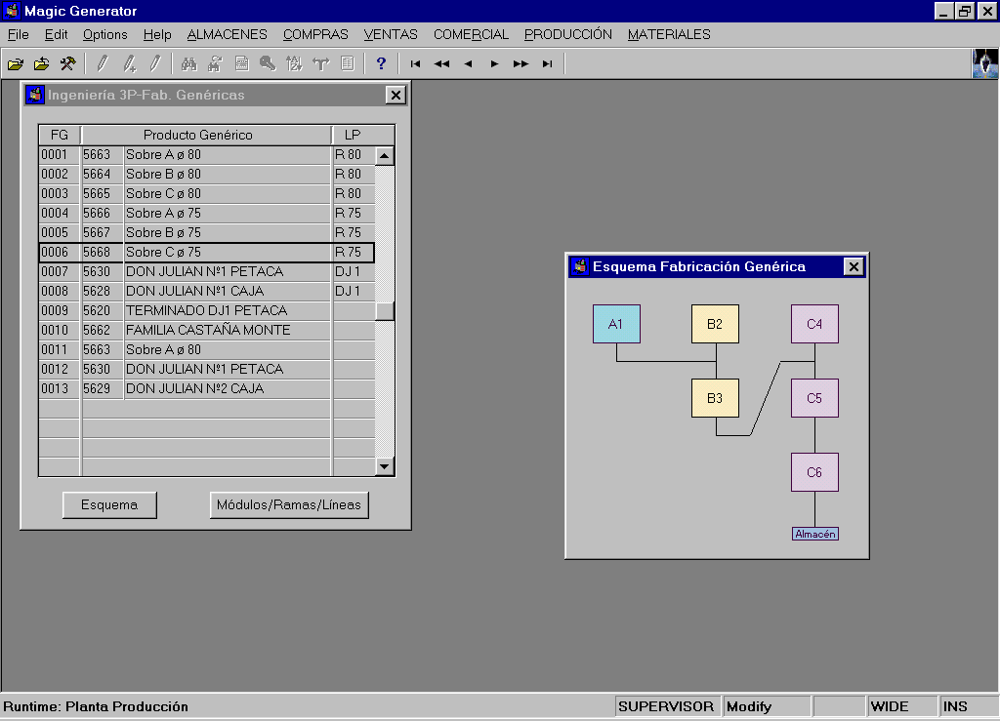 Magic Generator
File Edit Options Help ALMACENES COMPRAS VENTAS COMERCIAL PRODUCCIÓN MATERIALES
?
Ingeniería 3P-Fab. Genéricas
FG Producto Genérico LP
0001 5663 Sobre A ø 80 R 80
0002 5664 Sobre B ø 80 R 80
0003 5665 Sobre C ø 80 R 80
0004 5666 Sobre A ø 75 R 75
0005 5667 Sobre B ø 75 R 75
0006 5668 Sobre C ø 75 R 75
0007 5630 DON JULIAN Nº1 PETACA DJ 1
0008 5628 DON JULIAN Nº1 CAJA DJ 1
0009 5620 TERMINADO DJ1 PETACA
0010 5662 FAMILIA CASTAÑA MONTE
0011 5663 Sobre A ø 80
0012 5630 DON JULIAN Nº1 PETACA
0013 5629 DON JULIAN Nº2 CAJA
Esquema Módulos/Ramas/Líneas
Esquema Fabricación Genérica
A1 B2 C4
B3 C5
C6
Almacén
Runtime: Planta Producción SUPERVISOR Modify WIDE INS